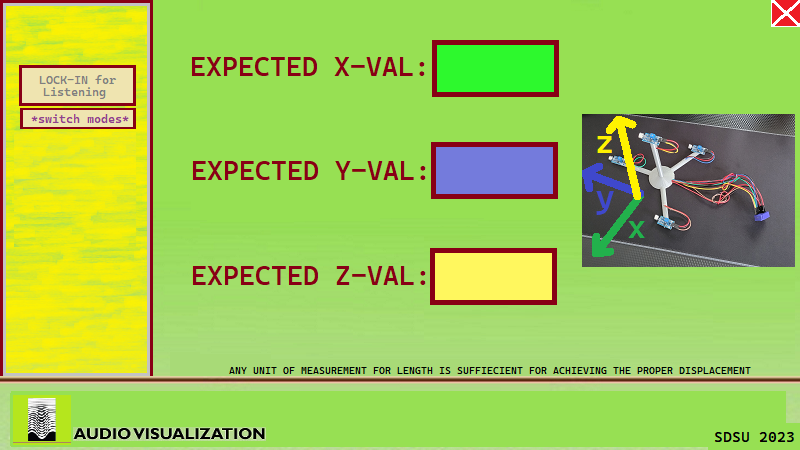 LOCK-IN for
Listening
*switch modes*
EXPECTED X-VAL:
EXPECTED Y-VAL:
EXPECTED Z-VAL:
z
y
x
ANY UNIT OF MEASUREMENT FOR LENGTH IS SUFFIECIENT FOR ACHIEVING THE PROPER DISPLACEMENT
AUDIO VISUALIZATION
SDSU 2023